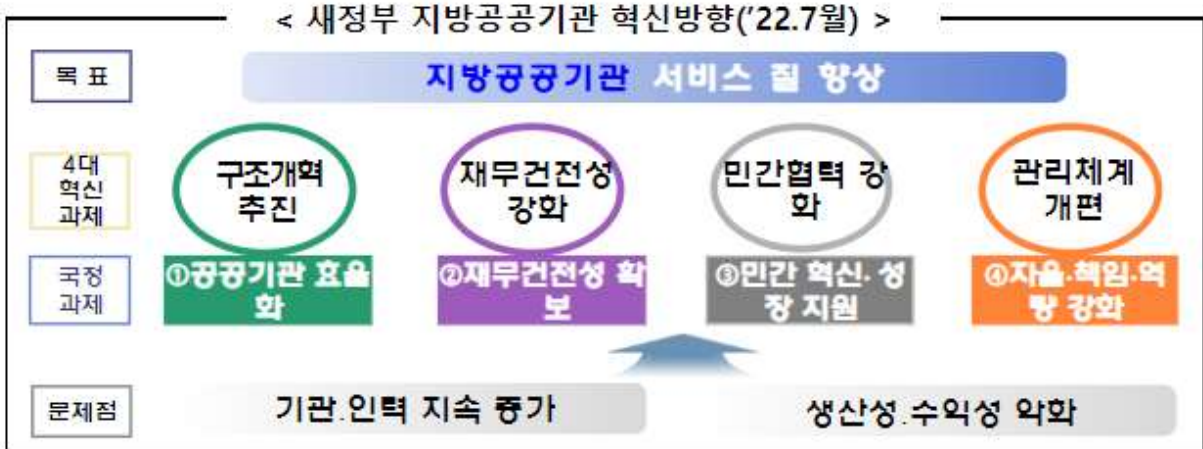 < 새정부 지방공공기관 혁신방향('22.7월) >
목 표
지방공공기관 서비스 질 향상
4대
혁신
과제
구조개혁
추진
재무건전성
강화
민간협력 강
화
관리체계
개편
국정
과제
①공공기관 효율
화
②재무건전성 확
보
③민간 혁신·성
장 지원
④자율·책임·역
량 강화
문제점
기관.인력 지속 증가
생산성.수익성 악화